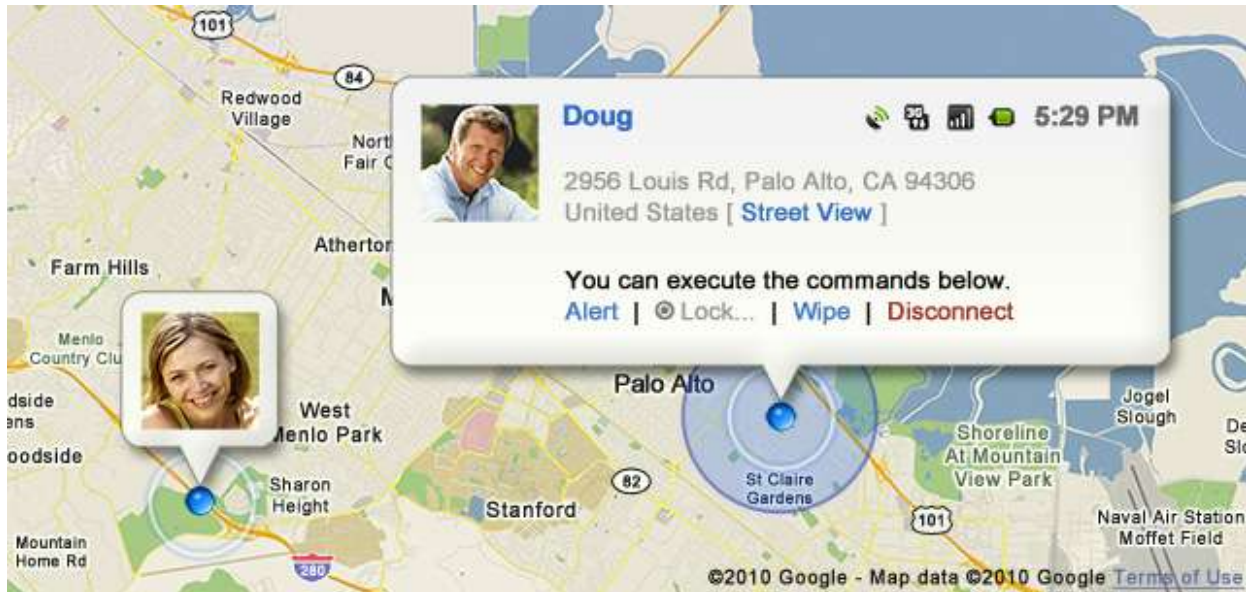 101
84
Redwood
Village
Fair
Doug
5:29 PM
2956 Louis Rd, Palo Alto, CA 94306
United States [ Street View ]
You can execute the commands below.
Alert | Lock... | Wipe | Disconnect
Atherton
Farm Hills
Menlo
Country Clu
West
Menlo Park
Palo Alto
Jogel
Slough
Shoreline
At Mountain
View Park
dside
oodside
Sharon
Height
82
St Claire
Gardens
Stanford
101
Naval Air Station
Moffet Field
Mountain
Home Rd
280
©2010 Google - Map data ©2010 Google Terms of Use